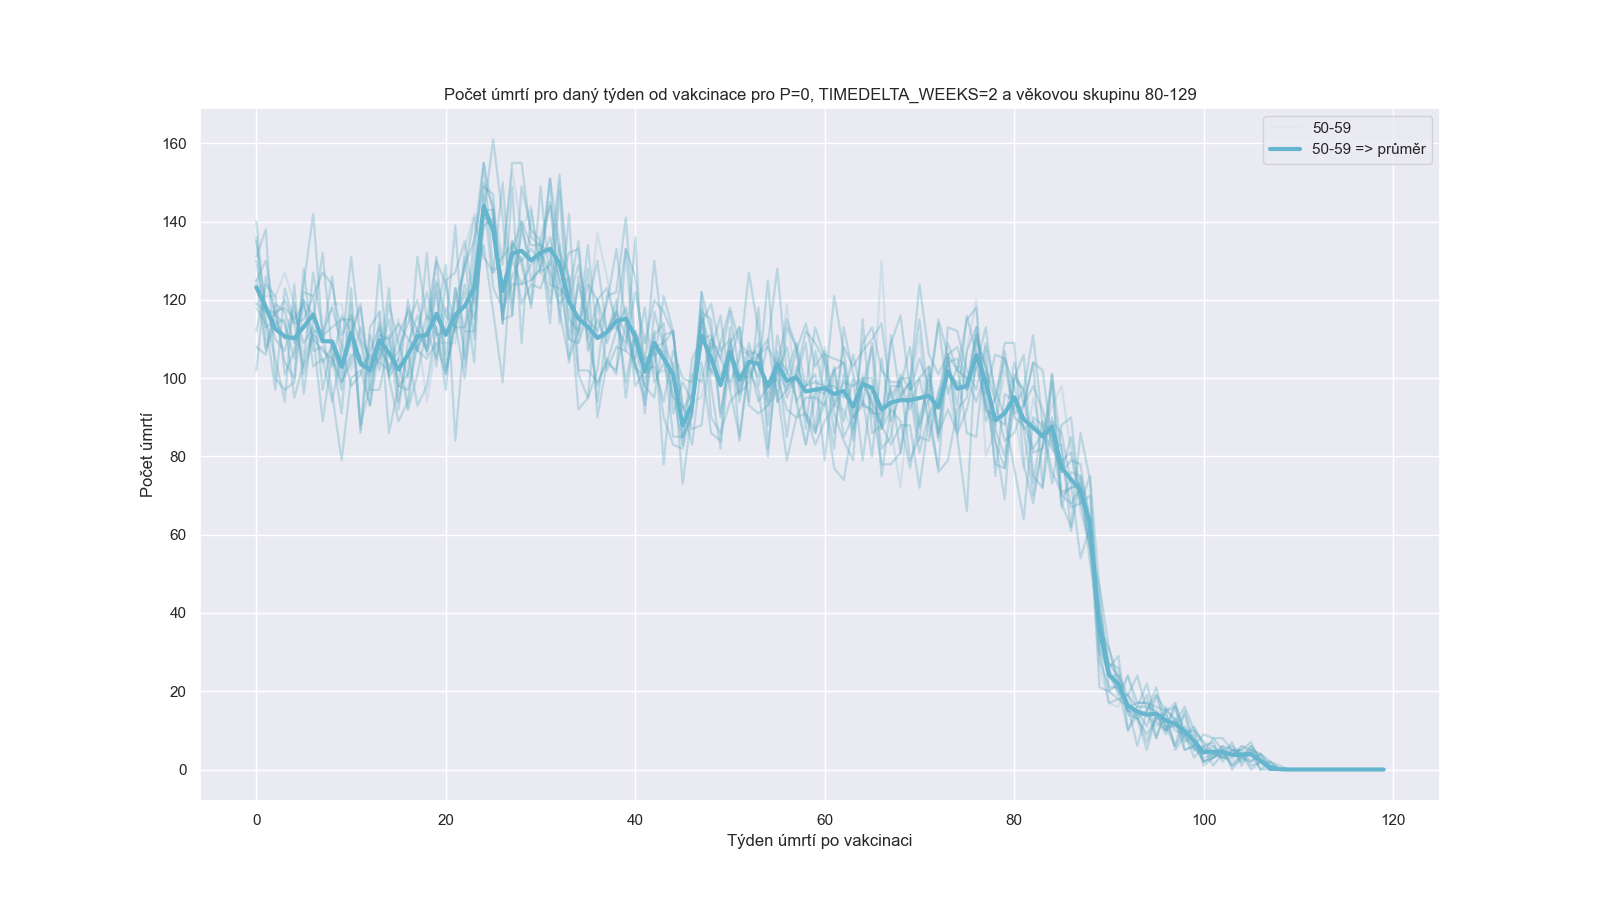 Počet úmrtí pro daný týden od vakcinace pro P=0, TIMEDELTA_WEEKS=2 a věkovou skupinu 80-129
50-59
50-59 => průměr
160
140
120
100
80
60
40
20
0
Počet úmrtí
0 20 40 60 80 100 120
Týden úmrtí po vakcinaci